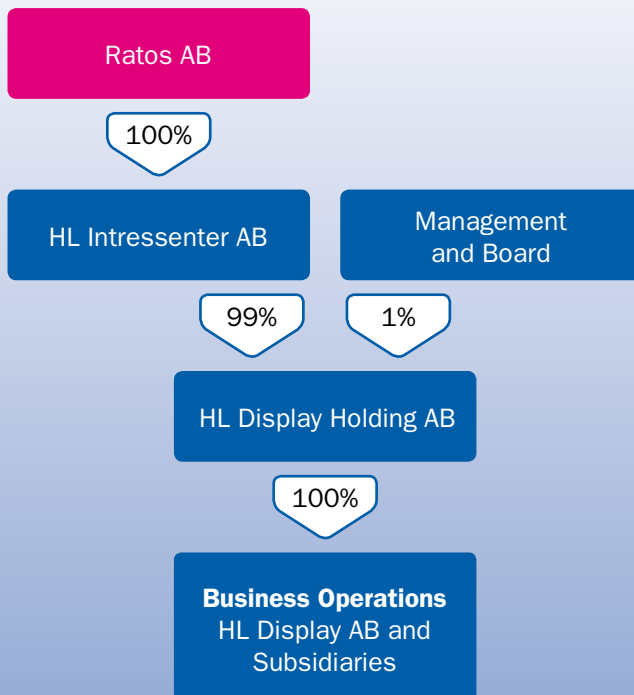 Ratos AB
100%
HL Intressenter AB
Management
and Board
99%
1%
HL Display Holding AB
100%
Business Operations
HL Display AB and
Subsidiaries